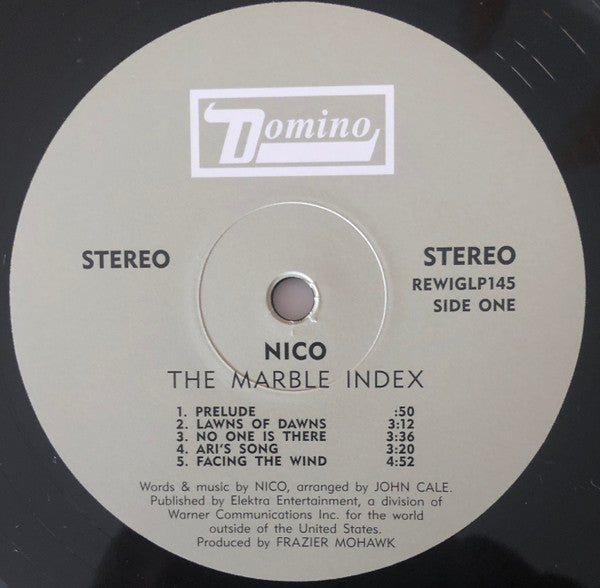 Domino
STEREO
STEREO
REWIGLP145
SIDE ONE
NICO
THE MARBLE INDEX
1. PRELUDE :50
2. LAWNS OF DAWNS 3:12
3. NO ONE IS THERE 3:36
4. ARI'S SONG 3:20
5. FACING THE WIND 4:52
Words & music by NICO, arranged by JOHN CALE.
Published by Elektra Entertainment, a division of
Warner Communications Inc. for the world
outside of the United States.
Produced by FRAZIER MOHAWK